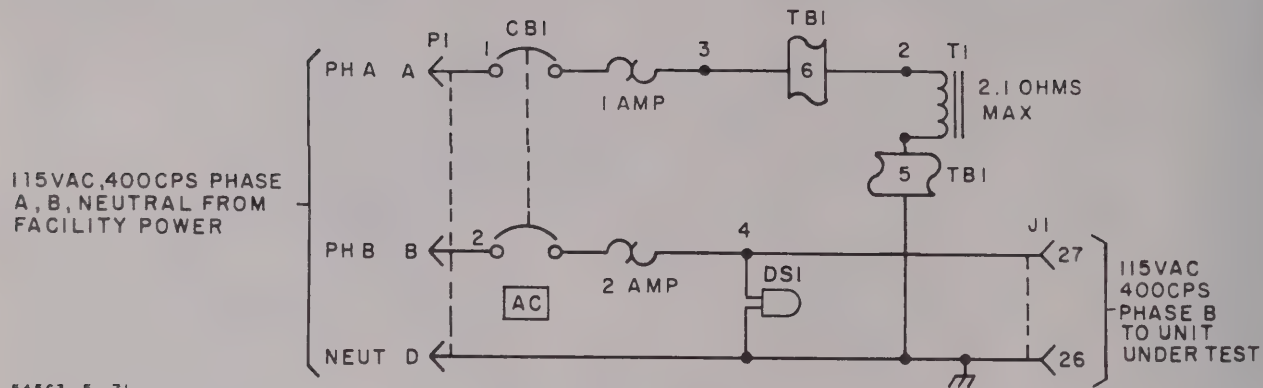 115VAC,400CPS PHASE
A, B, NEUTRAL FROM
FACILITY POWER
PH A A
P1
1
CB1
1 AMP
3
TB1
6
2
T1
2.1 OHMS
MAX
5
TB1
PH B B
2
AC
2 AMP
4
DS1
J1
27
115VAC
400CPS
PHASE B
TO UNIT
UNDER TEST
NEUT D
26